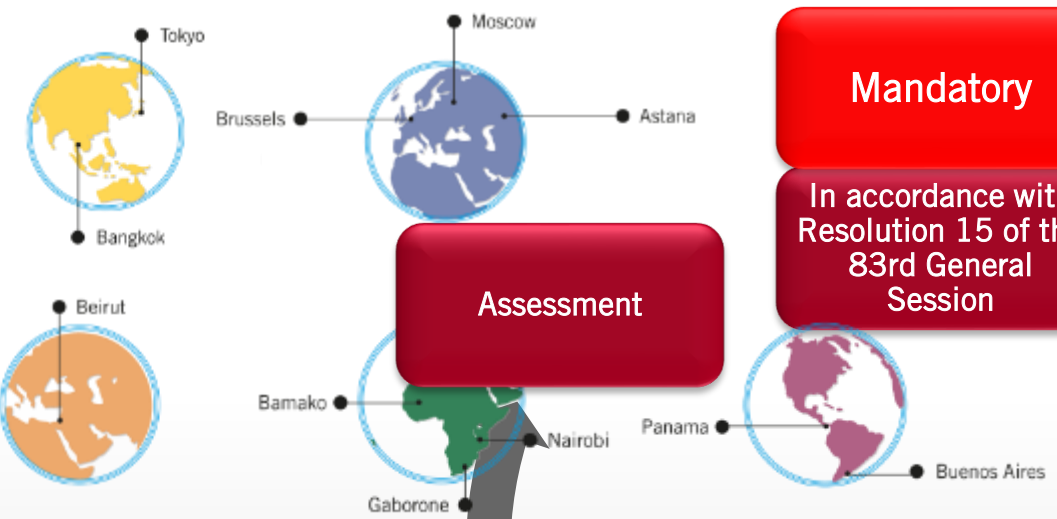 Tokyo
Moscow
Brussels
Astana
Bangkok
Mandatory
In accordance wit
Resolution 15 of th
83rd General
Session
Assessment
Beirut
Bamako
Nairobi
Gaborone
Panama
Buenos Aires